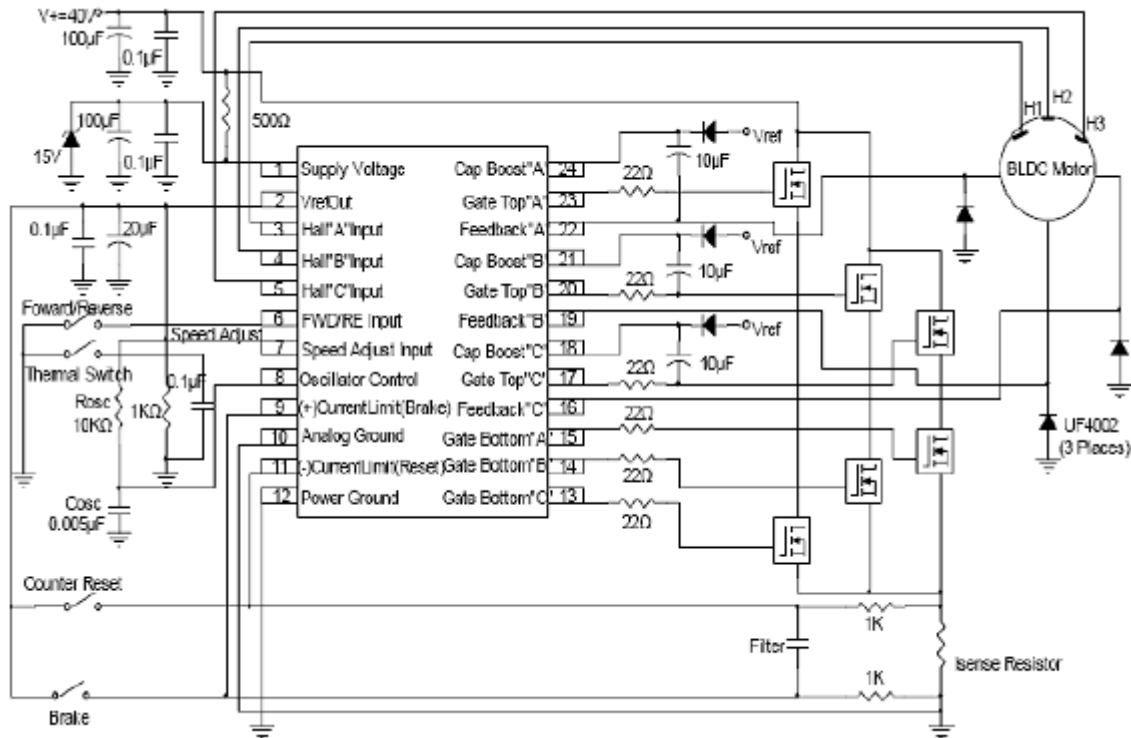 V+=40VP
100µF
0.1µF
100µF
15V
0.1µF
500Ω
0.1µF
20µF
Foward/Reverse
Speed Adjust
Thermal Switch
Rosc
10KΩ
1KΩ
0.1µF
Cosc
0.005µF
Counter Reset
Brake
1 Supply Voltage
2 VrefOut
3 Hall"A"Input
4 Hall"B"Input
5 Hall"C"Input
6 FWD/RE Input
7 Speed Adjust Input
8 Oscillator Control
9 (+)CurrentLimit(Brake)
10 Analog Ground
11 (-)CurrentLimit(Reset)
12 Power Ground
Cap Boost"A" 24
Gate Top"A" 23
Feedback"A" 22
Cap Boost"B" 21
Gate Top"B" 20
Feedback"B" 19
Cap Boost"C" 18
Gate Top"C" 17
Feedback"C" 16
Gate Bottom"A" 15
Gate Bottom"B" 14
Gate Bottom"C" 13
22Ω
10µF
Vref
22Ω
10µF
Vref
22Ω
10µF
Vref
22Ω
22Ω
22Ω
H1
H2
H3
BLDC Motor
UF4002
(3 Places)
1K
Filter
1K
Isense Resistor